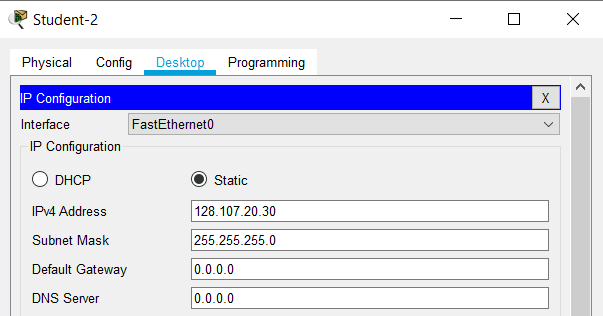 Student-2
Physical Config Desktop Programming
IP Configuration X
Interface FastEthernet0
IP Configuration
DHCP Static
IPv4 Address 128.107.20.30
Subnet Mask 255.255.255.0
Default Gateway 0.0.0.0
DNS Server 0.0.0.0